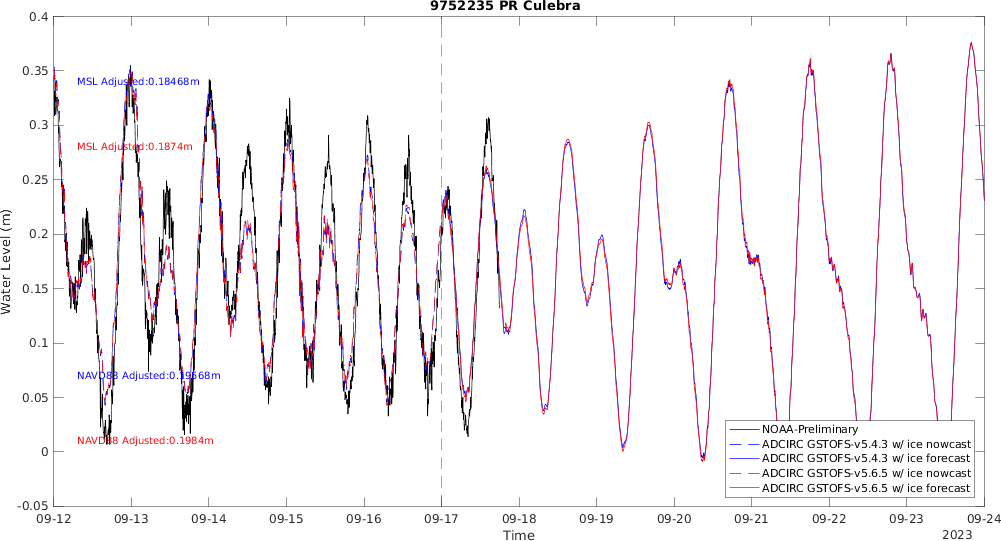 9752235 PR Culebra
0.4
0.35
0.3
0.25
0.2
0.15
0.1
0.05
0
-0.05
Water Level (m)
MSL Adjusted:0.18468m
MSL Adjusted:0.1874m
NAVD88 Adjusted:0.19668m
NAVD88 Adjusted:0.1984m
NOAA-Preliminary
ADCIRC GSTOFS-v5.4.3 w/ ice nowcast
ADCIRC GSTOFS-v5.4.3 w/ ice forecast
ADCIRC GSTOFS-v5.6.5 w/ ice nowcast
ADCIRC GSTOFS-v5.6.5 w/ ice forecast
09-12 09-13 09-14 09-15 09-16 09-17 09-18 09-19 09-20 09-21 09-22 09-23 09-24
Time
2023